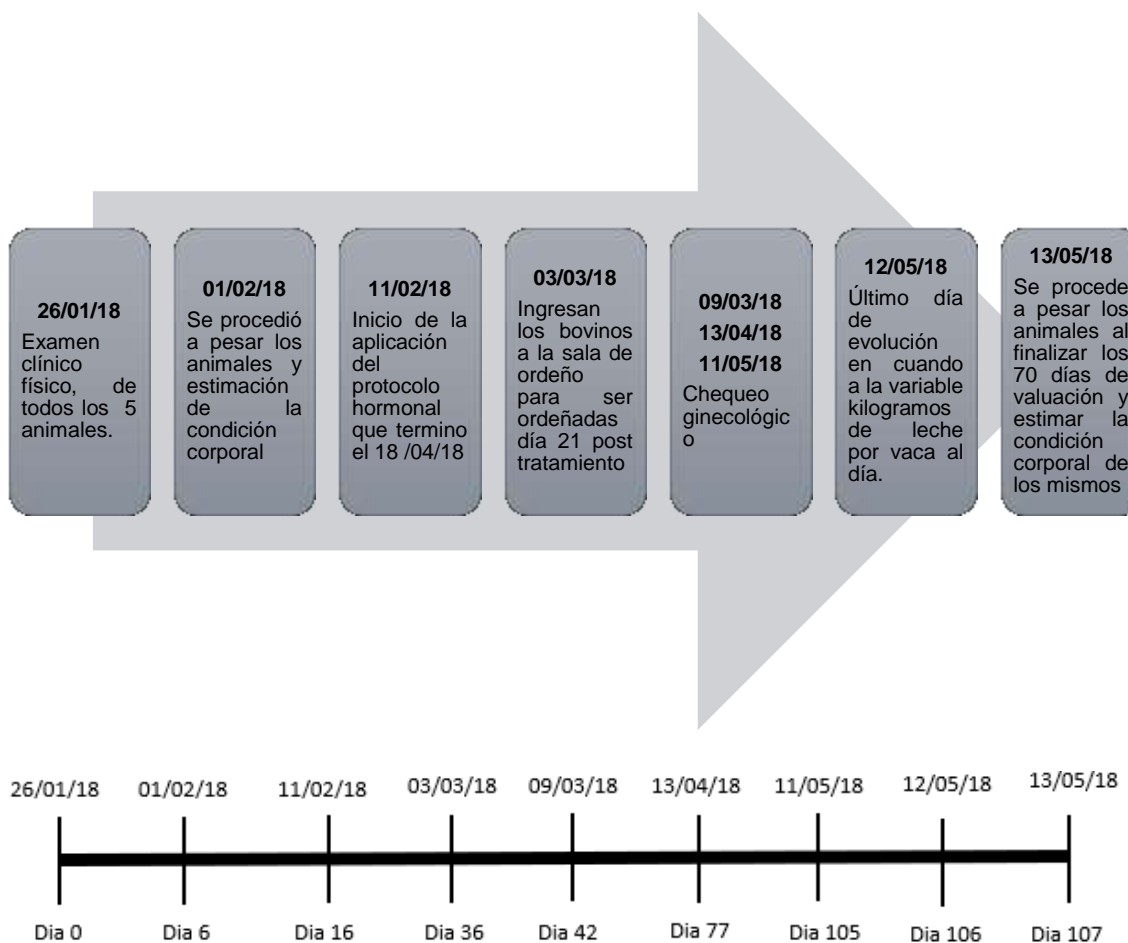 26/01/18
Examen
clínico
físico, de
todos los 5
animales.
01/02/18
Se procedió
a pesar los
animales y
estimación
de la
condición
corporal
11/02/18
Inicio de la
aplicación
del
protocolo
hormonal
que termino
el 18 /04/18
03/03/18
Ingresan
los bovinos
a la sala de
ordeño
para ser
ordeñadas
día 21 post
tratamiento
09/03/18
13/04/18
11/05/18
Chequeo
ginecológic
o
12/05/18
Último día
de
evolución
en cuando
a la variable
kilogramos
de leche
por vaca al
día.
13/05/18
Se procede
a pesar los
animales al
finalizar los
70 días de
valuación y
estimar la
condición
corporal de
los mismos
26/01/18 01/02/18 11/02/18 03/03/18 09/03/18 13/04/18 11/05/18 12/05/18 13/05/18
Dia 0 Dia 6 Dia 16 Dia 36 Dia 42 Dia 77 Dia 105 Dia 106 Dia 107